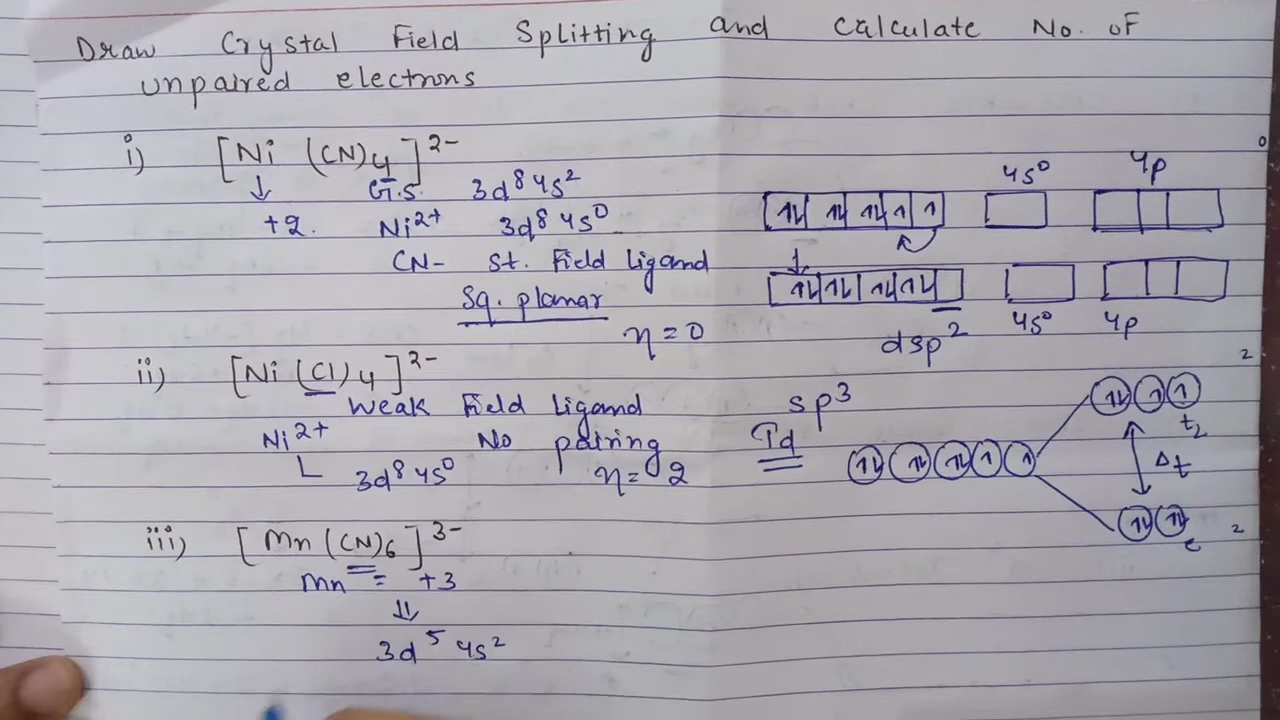 Draw Crystal Field Splitting and Calculate No. of
unpaired electrons
i) [Ni (CN)4]2-
↓ G.S. 3d8 4s2
+2. Ni2+ 3d8 4s0
CN- St. Field Ligand
Sq. planar
η = 0
4s0 4p
4s0 4p
dsp2
0
ii) [Ni (Cl)4]2-
Weak Field Ligand
Ni2+ No pairing
3d8 4s0 η = 2
sp3
Td
t2
Δt
e
2
2
iii) [Mn (CN)6]3-
Mn = +3
⇓
3d5 4s2